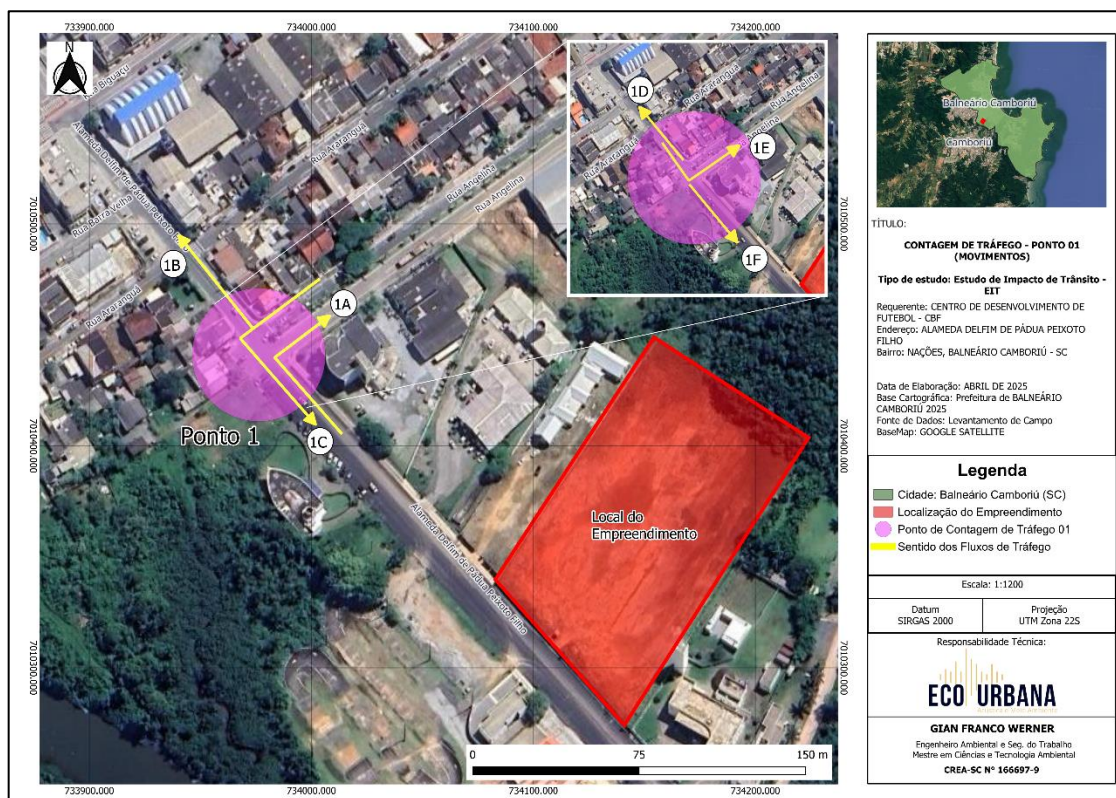 733900.000
734000.000
734100.000
734200.000
N
Rua Biguaçu
Alameda Delfim de Pádua Peixoto F
Rua Araranguá
Rua Barra Velha
Rua Angelina
Rua Angelina
Rua Araranguá
7010500.000
7010500.000
1B
1A
1C
Ponto 1
1D
1E
1F
Rua Araranguá
Rua Angelina
Angelina
Rua Araranguá
7010400.000
7010400.000
Local do
Empreendimento
Alameda Delfim de Pádua Peixoto Filho
7010300.000
7010300.000
0
75
150 m
733900.000
734000.000
734100.000
734200.000
Balneário Camboriú
Camboriú
TÍTULO:
CONTAGEM DE TRÁFEGO - PONTO 01
(MOVIMENTOS)
Tipo de estudo: Estudo de Impacto de Trânsito -
EIT
Requerente: CENTRO DE DESENVOLVIMENTO DE
FUTEBOL - CBF
Endereço: ALAMEDA DELFIM DE PÁDUA PEIXOTO
FILHO
Bairro: NAÇÕES, BALNEÁRIO CAMBORIÚ - SC
Data de Elaboração: ABRIL DE 2025
Base Cartográfica: Prefeitura de BALNEÁRIO
CAMBORIÚ 2025
Fonte de Dados: Levantamento de Campo
BaseMap: GOOGLE SATELLITE
Legenda
Cidade: Balneário Camboriú (SC)
Localização do Empreendimento
Ponto de Contagem de Tráfego 01
Sentido dos Fluxos de Tráfego
Escala: 1:1200
Datum
SIRGAS 2000
Projeção
UTM Zona 22S
Responsabilidade Técnica:
ECO URBANA
GIAN FRANCO WERNER
Engenheiro Ambiental e Seg. do Trabalho
Mestre em Ciências e Tecnologia Ambiental
CREA-SC N° 166697-9